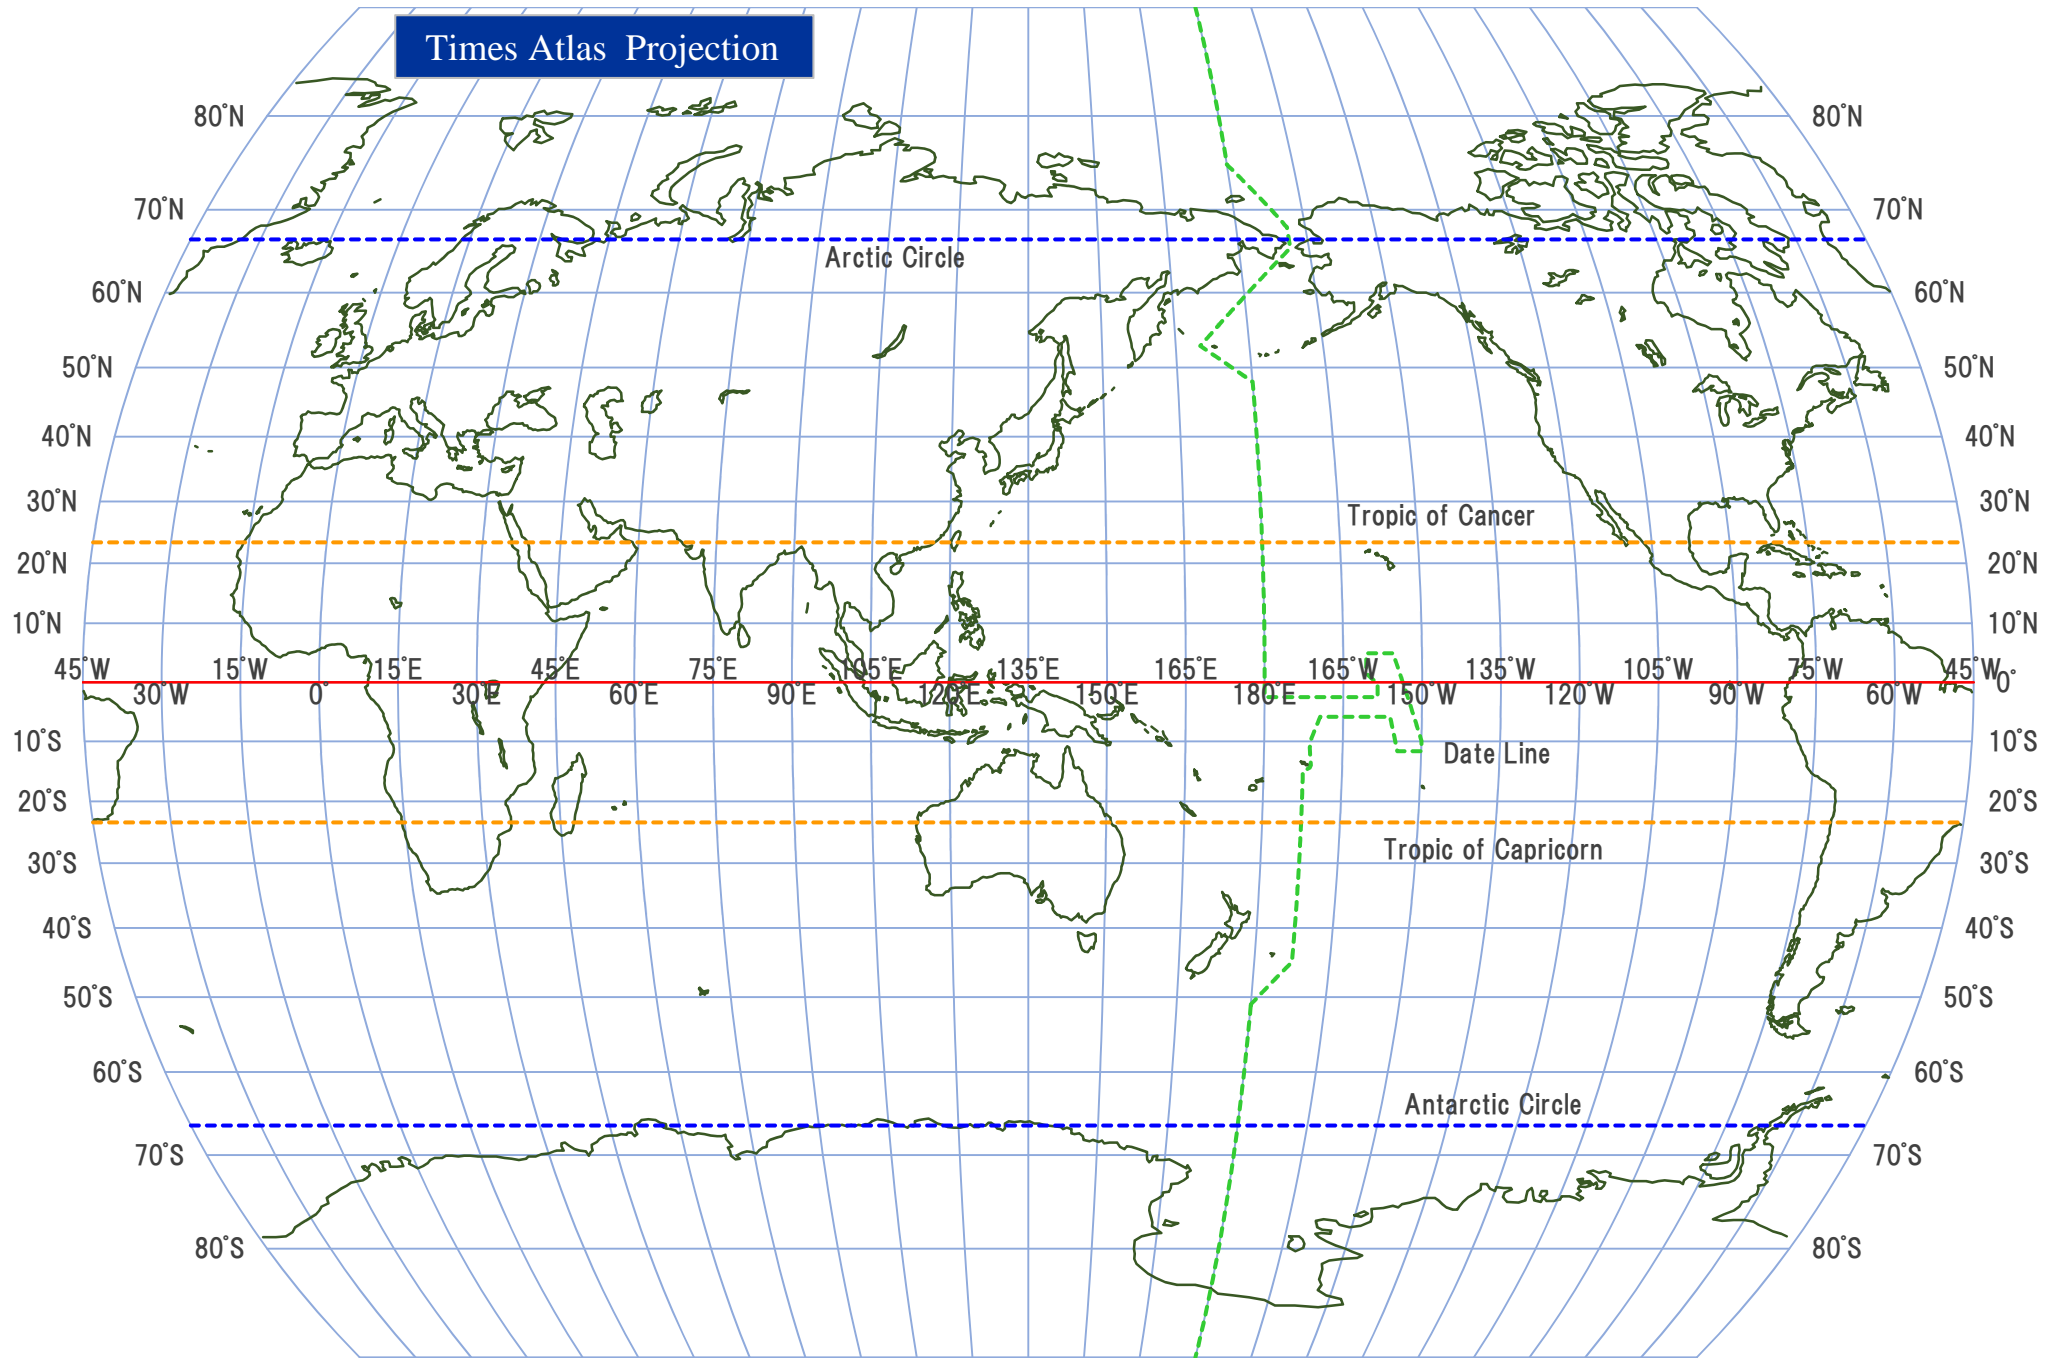 Times Atlas  Projection
80°N 80°N
70°N 70°N
Arctic Circle
60°N 60°N
50°N 50°N
40°N 40°N
30°N 30°N
Tropic of Cancer
20°N 20°N
10°N 10°N
45°W 15°W 15°E 45°E 75°E 105°E 135°E 165°E 165°W 135°W 105°W 75°W 45°W
30°W 0° 30°E 60°E 90°E 120°E 150°E 180°E 150°W 120°W 90°W 60°W 0°
10°S 10°S
Date Line
20°S 20°S
Tropic of Capricorn
30°S 30°S
40°S 40°S
50°S 50°S
60°S 60°S
Antarctic Circle
70°S 70°S
80°S 80°S